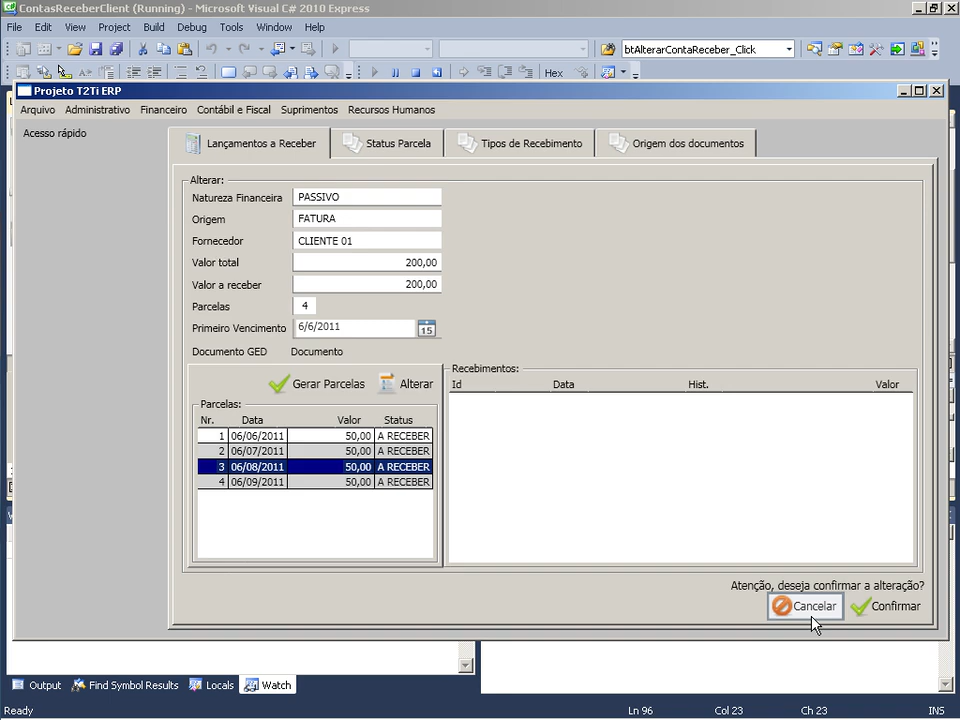 ContasReceberClient (Running) - Microsoft Visual C# 2010 Express
File Edit View Project Build Debug Tools Window Help
btAlterarContaReceber_Click
Hex
Projeto T2Ti ERP
Arquivo Administrativo Financeiro Contábil e Fiscal Suprimentos Recursos Humanos
Acesso rápido
Lançamentos a Receber Status Parcela Tipos de Recebimento Origem dos documentos
Alterar:
Natureza Financeira PASSIVO
Origem FATURA
Fornecedor CLIENTE 01
Valor total 200,00
Valor a receber 200,00
Parcelas 4
Primeiro Vencimento 6/6/2011 15
Documento GED Documento
Gerar Parcelas Alterar
Parcelas:
Nr. Data Valor Status
1 06/06/2011 50,00 A RECEBER
2 06/07/2011 50,00 A RECEBER
3 06/08/2011 50,00 A RECEBER
4 06/09/2011 50,00 A RECEBER
Recebimentos:
Id Data Hist. Valor
Atenção, deseja confirmar a alteração?
Cancelar Confirmar
Output Find Symbol Results Locals Watch
Ready Ln 96 Col 23 Ch 23 INS